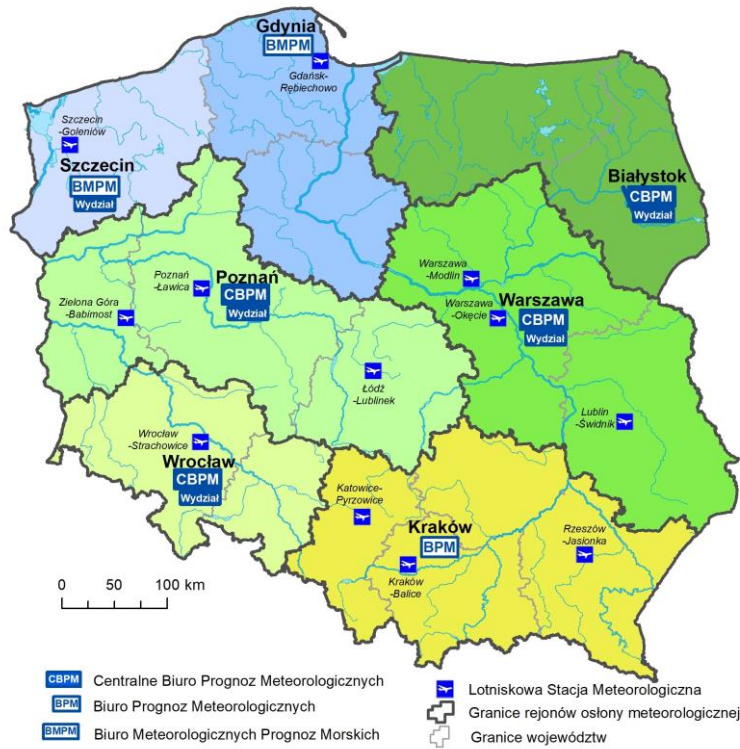 Gdynia
BMPM
Gdańsk-
Rębiechowo
Szczecin
-Goleniów
Szczecin
BMPM
Wydział
Białystok
CBPM
Wydział
Poznań
-Ławica
Poznań
CBPM
Wydział
Zielona Góra
-Babimost
Warszawa
-Modlin
Warszawa
-Okęcie
Warszawa
CBPM
Wydział
Łódź
-Lublinek
Lublin
-Świdnik
Wrocław
-Strachowice
Wrocław
CBPM
Wydział
Katowice-
Pyrzowice
Kraków
BPM
Kraków
-Balice
Rzeszów
-Jasionka
0 50 100 km
CBPM Centralne Biuro Prognoz Meteorologicznych
BPM Biuro Prognoz Meteorologicznych
BMPM Biuro Meteorologicznych Prognoz Morskich
Lotniskowa Stacja Meteorologiczna
Granice rejonów osłony meteorologicznej
Granice województw